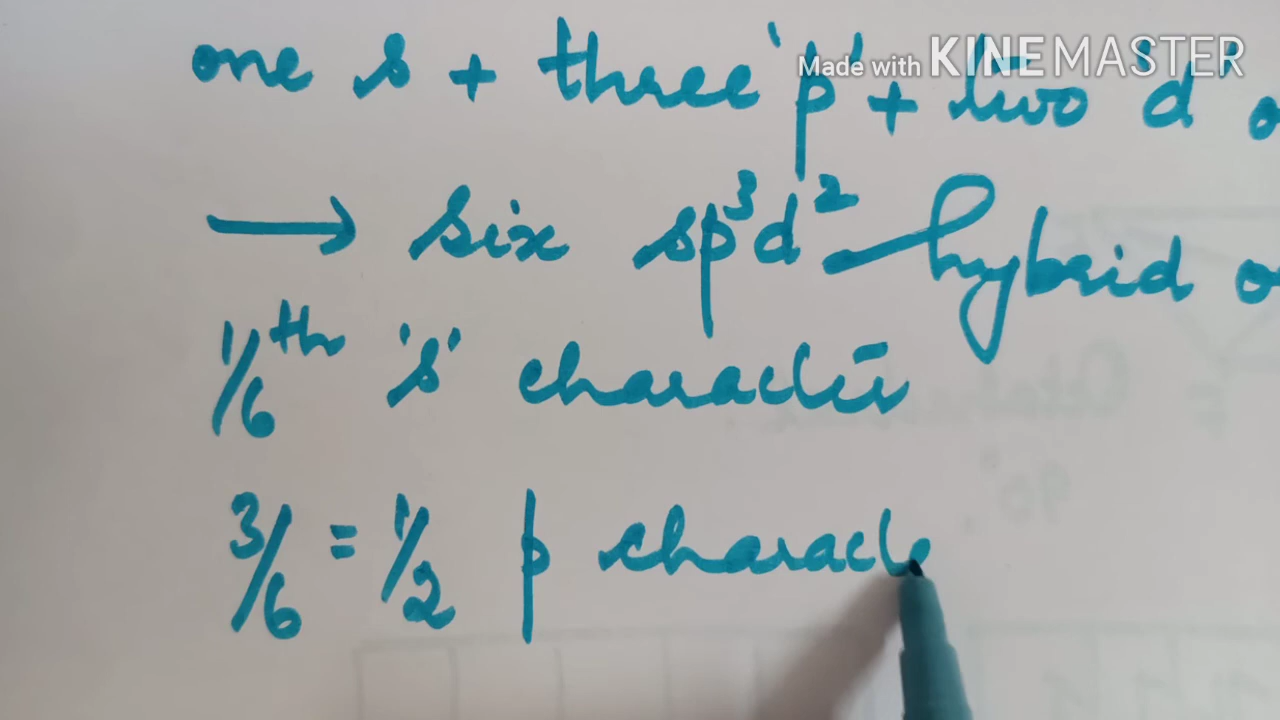 one s + three 'p' + two 'd' o
Made with KINEMASTER
→ six sp³d² - hybrid o
1/6th 's' character
3/6 = 1/2 p characte